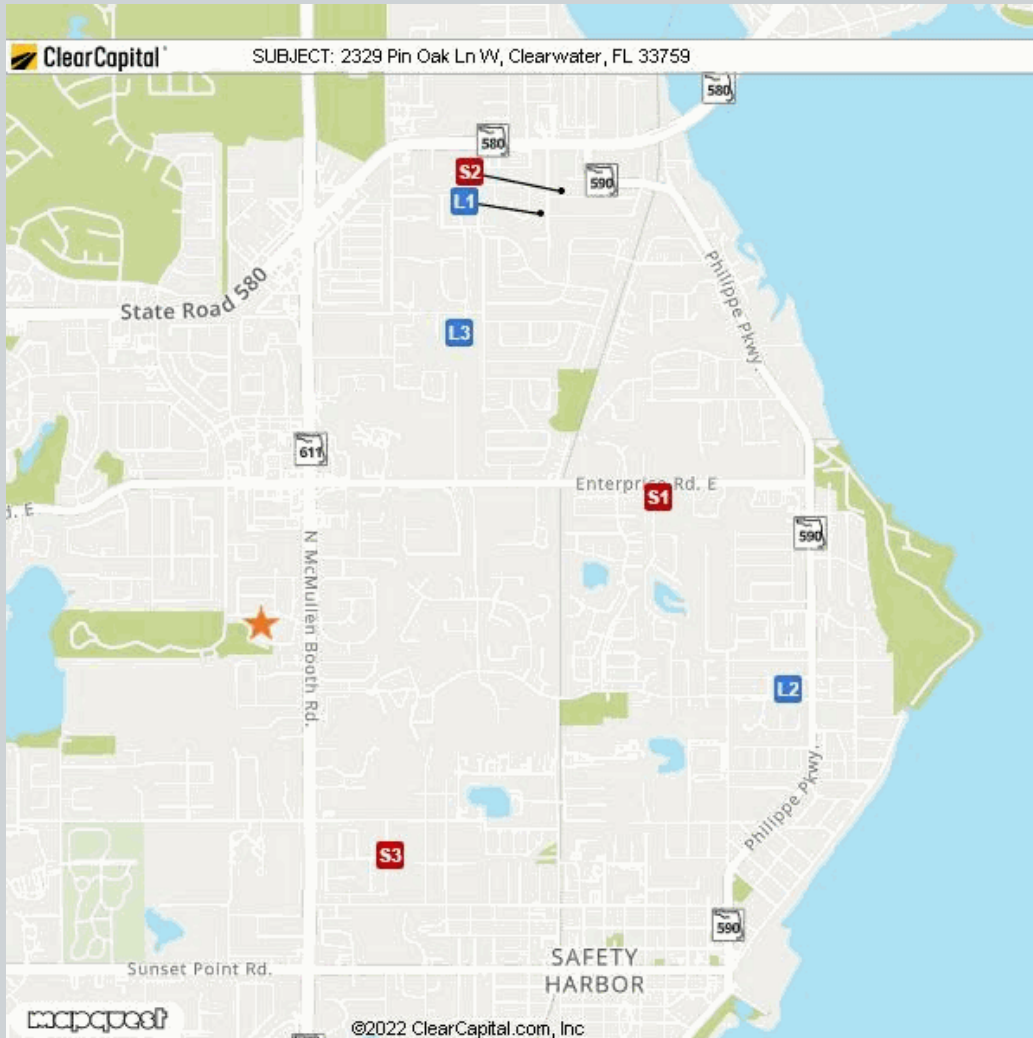 ClearCapital
SUBJECT: 2329 Pin Oak Ln W, Clearwater, FL 33759
580
580
S2
590
L1
Philippe Pkwy.
State Road 580
L3
611
Enterprise Rd. E
S1
d. E
590
N McMullen Booth Rd.
L2
Philippe Pkwy.
S3
590
SAFETY
HARBOR
Sunset Point Rd.
mapquest
©2022 ClearCapital.com, Inc